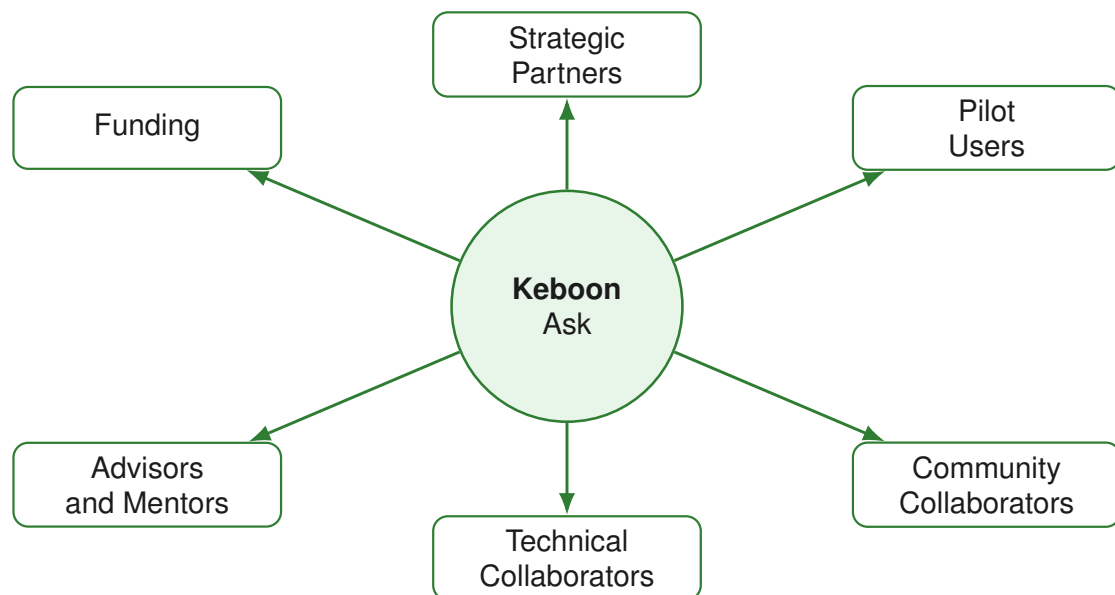 Strategic
Partners
Funding
Pilot
Users
Keboon
Ask
Advisors
and Mentors
Community
Collaborators
Technical
Collaborators